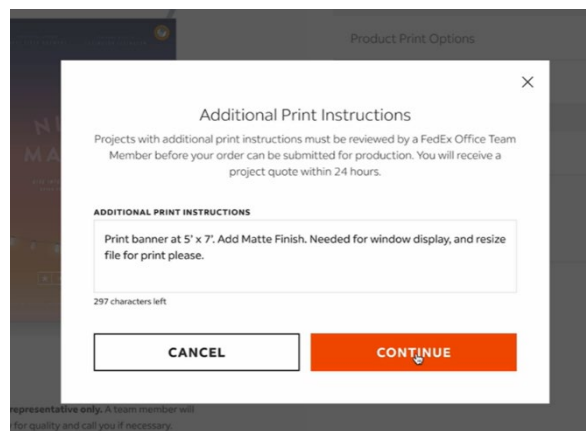 Product Print Options
NI
MA
Additional Print Instructions
Projects with additional print instructions must be reviewed by a FedEx Office Team
Member before your order can be submitted for production. You will receive a
project quote within 24 hours.
ADDITIONAL PRINT INSTRUCTIONS
Print banner at 5' x 7'. Add Matte Finish. Needed for window display, and resize
file for print please.
297 characters left
CANCEL
CONTINUE
representative only. A team member will
for quality and call you if necessary.